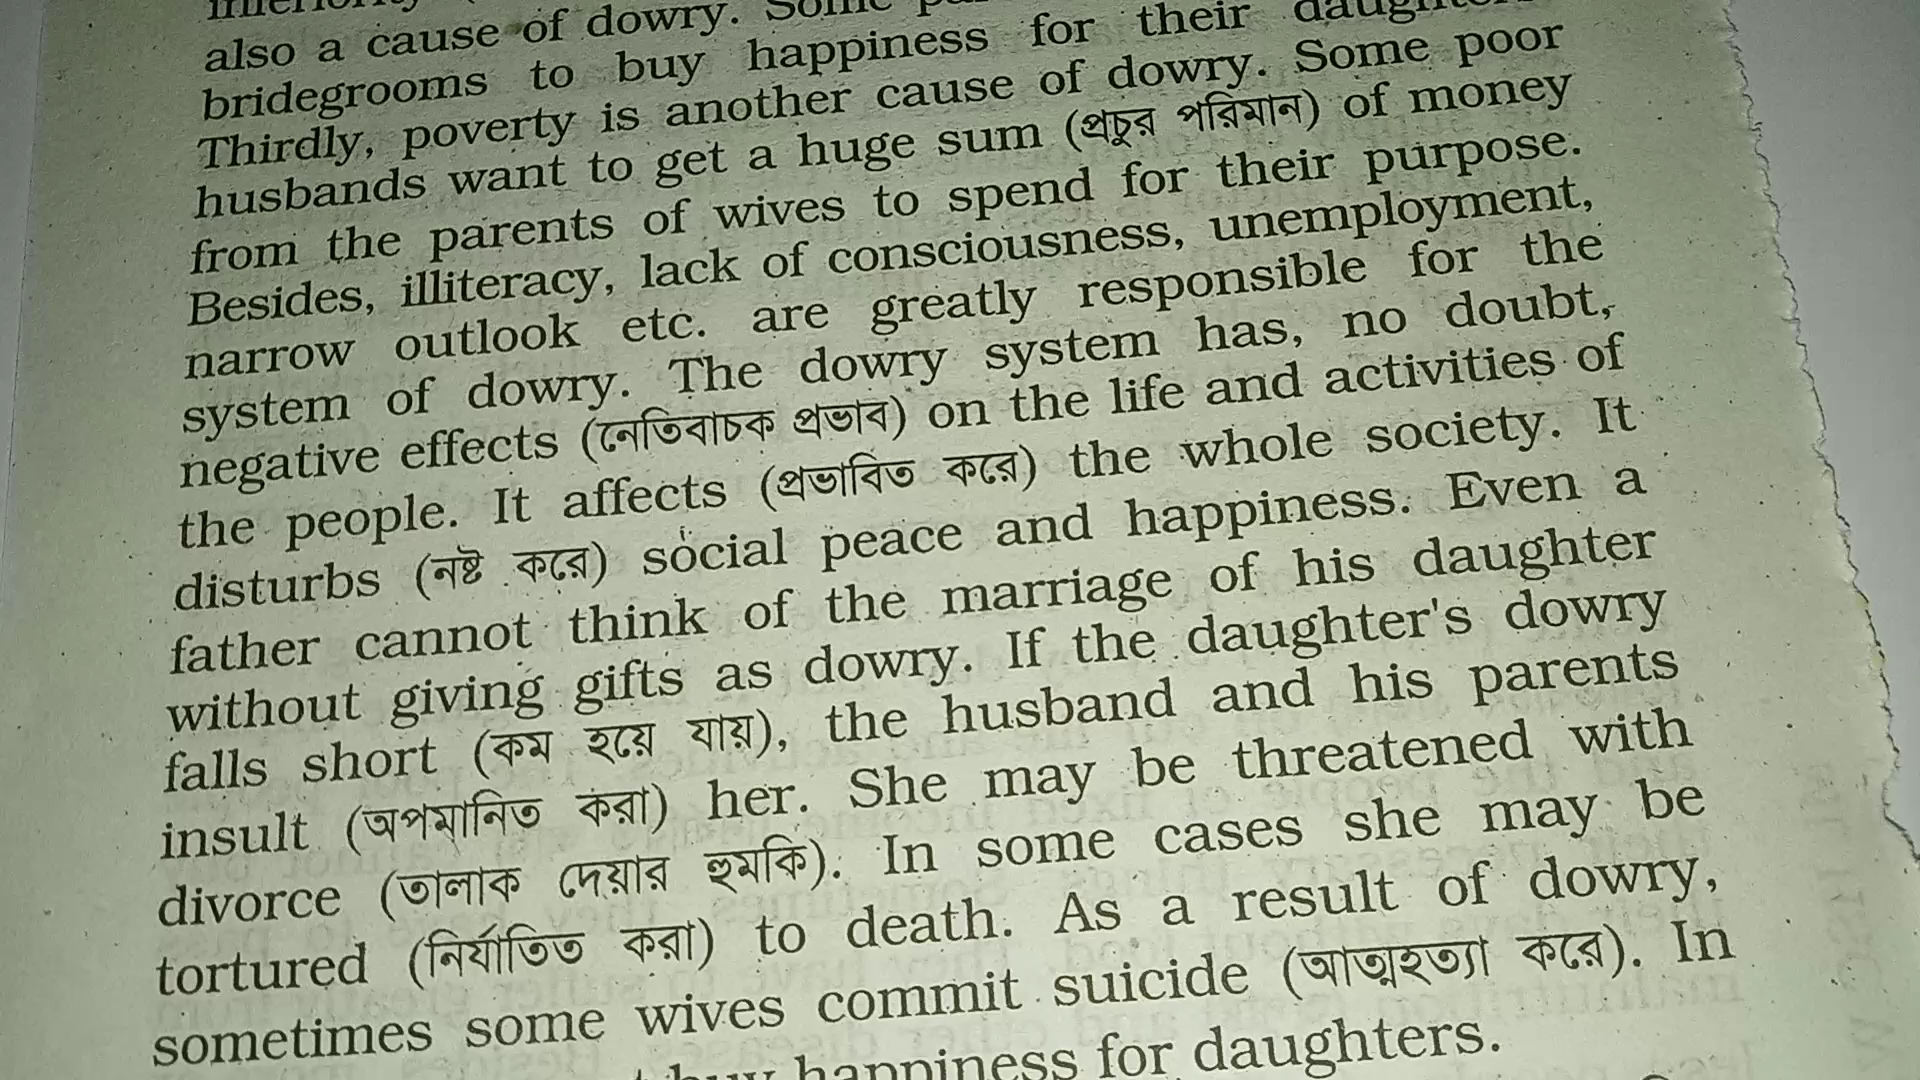 also a cause of dowry. Some
bridegrooms to buy happiness for their
Thirdly, poverty is another cause of dowry. Some poor
husbands want to get a huge sum (প্রচুর পরিমান) of money
from the parents of wives to spend for their purpose.
Besides, illiteracy, lack of consciousness, unemployment,
narrow outlook etc. are greatly responsible for the
system of dowry. The dowry system has, no doubt,
negative effects (নেতিবাচক প্রভাব) on the life and activities of
the people. It affects (প্রভাবিত করে) the whole society. It
disturbs (নষ্ট করে) social peace and happiness. Even a
father cannot think of the marriage of his daughter
without giving gifts as dowry. If the daughter's dowry
falls short (কম হয়ে যায়), the husband and his parents
insult (অপমানিত করা) her. She may be threatened with
divorce (তালাক দেয়ার হুমকি). In some cases she may be
tortured (নির্যাতিত করা) to death. As a result of dowry,
sometimes some wives commit suicide (আত্মহত্যা করে). In
buy happiness for daughters.